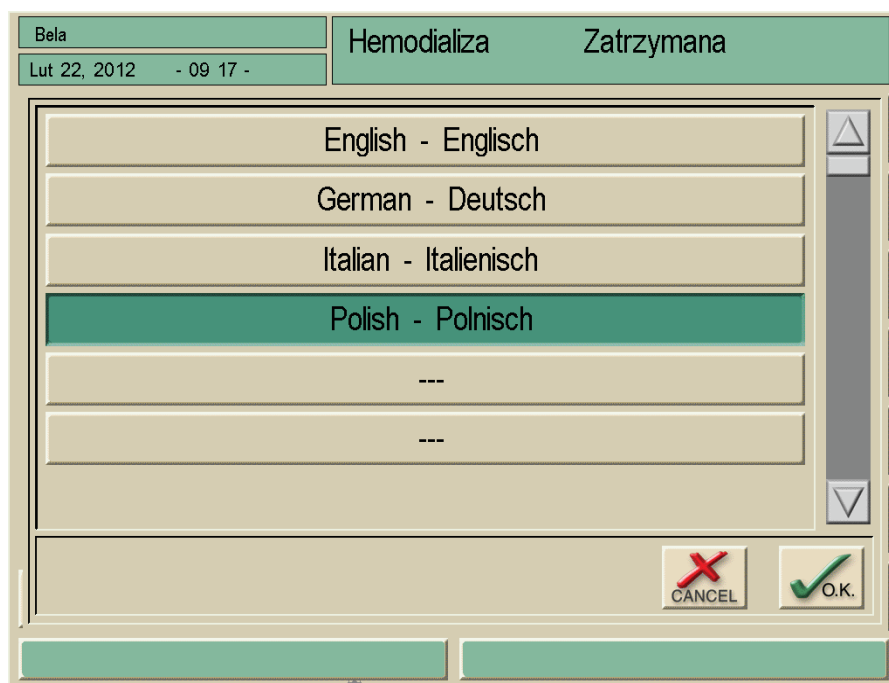 Bela
Hemodializa Zatrzymana
Lut 22, 2012 - 09 17 -
English - Englisch
German - Deutsch
Italian - Italienisch
Polish - Polnisch
---
---
CANCEL
O.K.